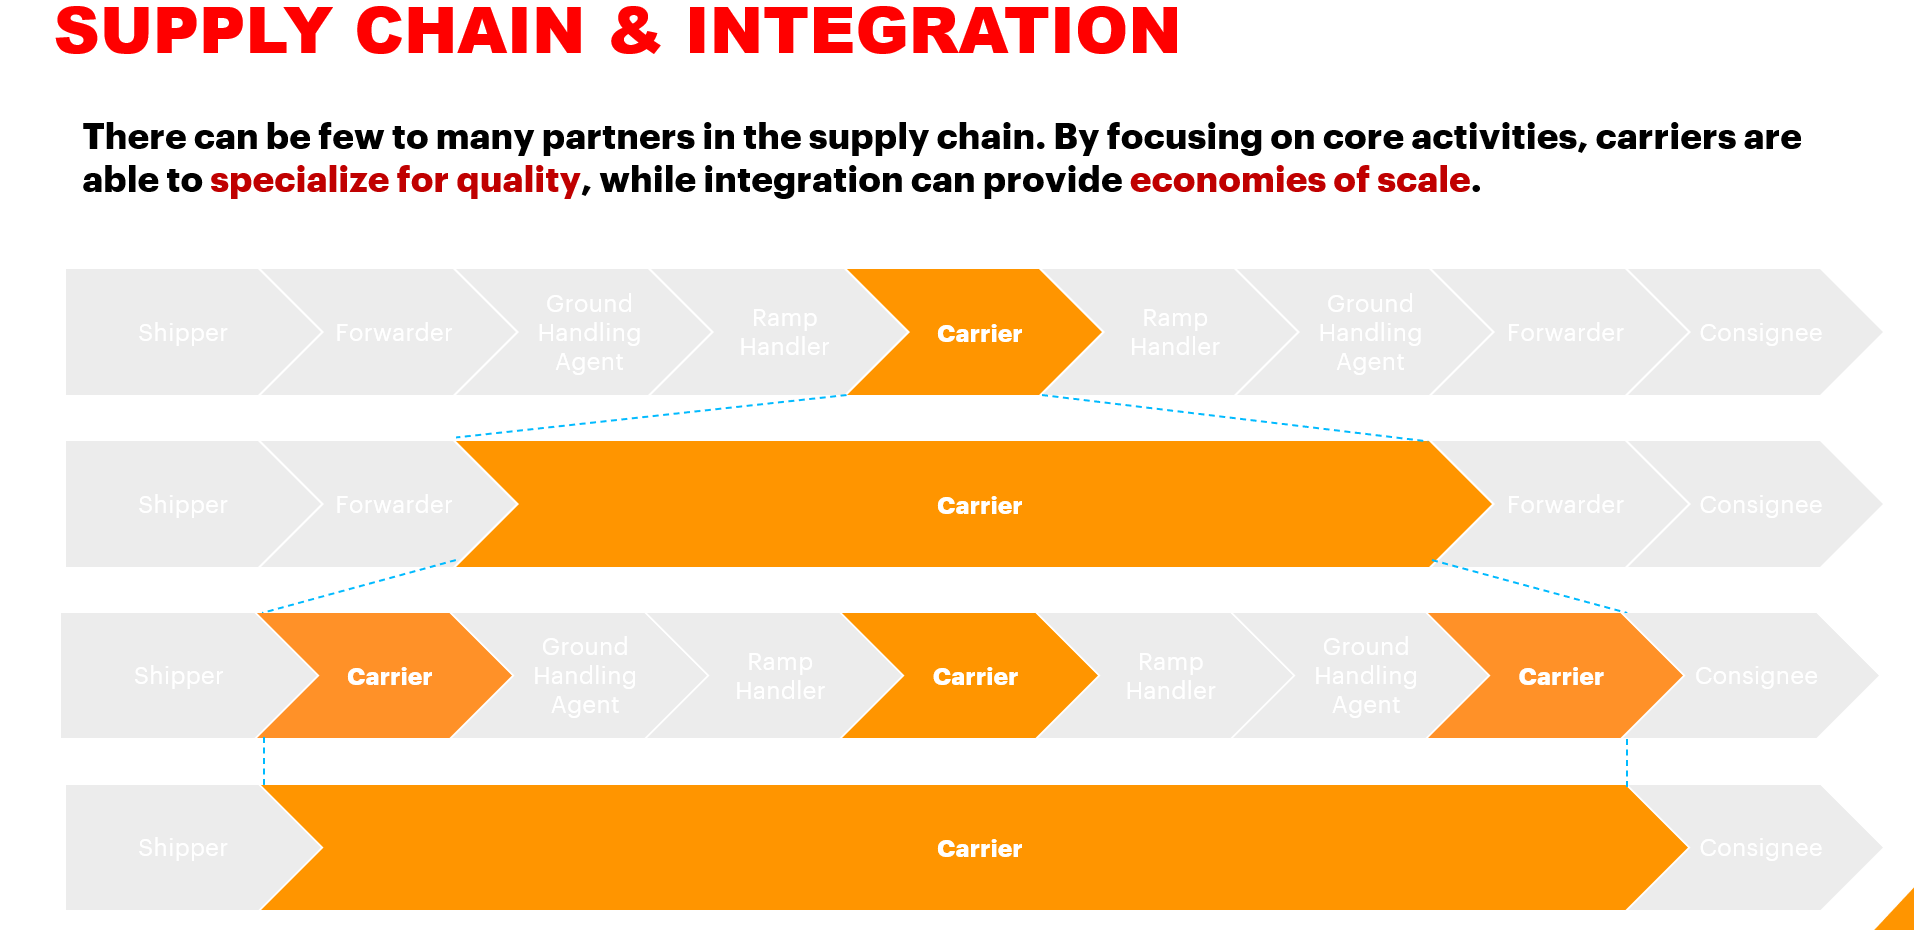 SUPPLY CHAIN & INTEGRATION
There can be few to many partners in the supply chain. By focusing on core activities, carriers are
able to specialize for quality, while integration can provide economies of scale.
Shipper
Forwarder
Ground
Handling
Agent
Ramp
Handler
Carrier
Ramp
Handler
Ground
Handling
Agent
Forwarder
Consignee
Shipper
Forwarder
Carrier
Forwarder
Consignee
Shipper
Carrier
Ground
Handling
Agent
Ramp
Handler
Carrier
Ramp
Handler
Ground
Handling
Agent
Carrier
Consignee
Shipper
Carrier
Consignee